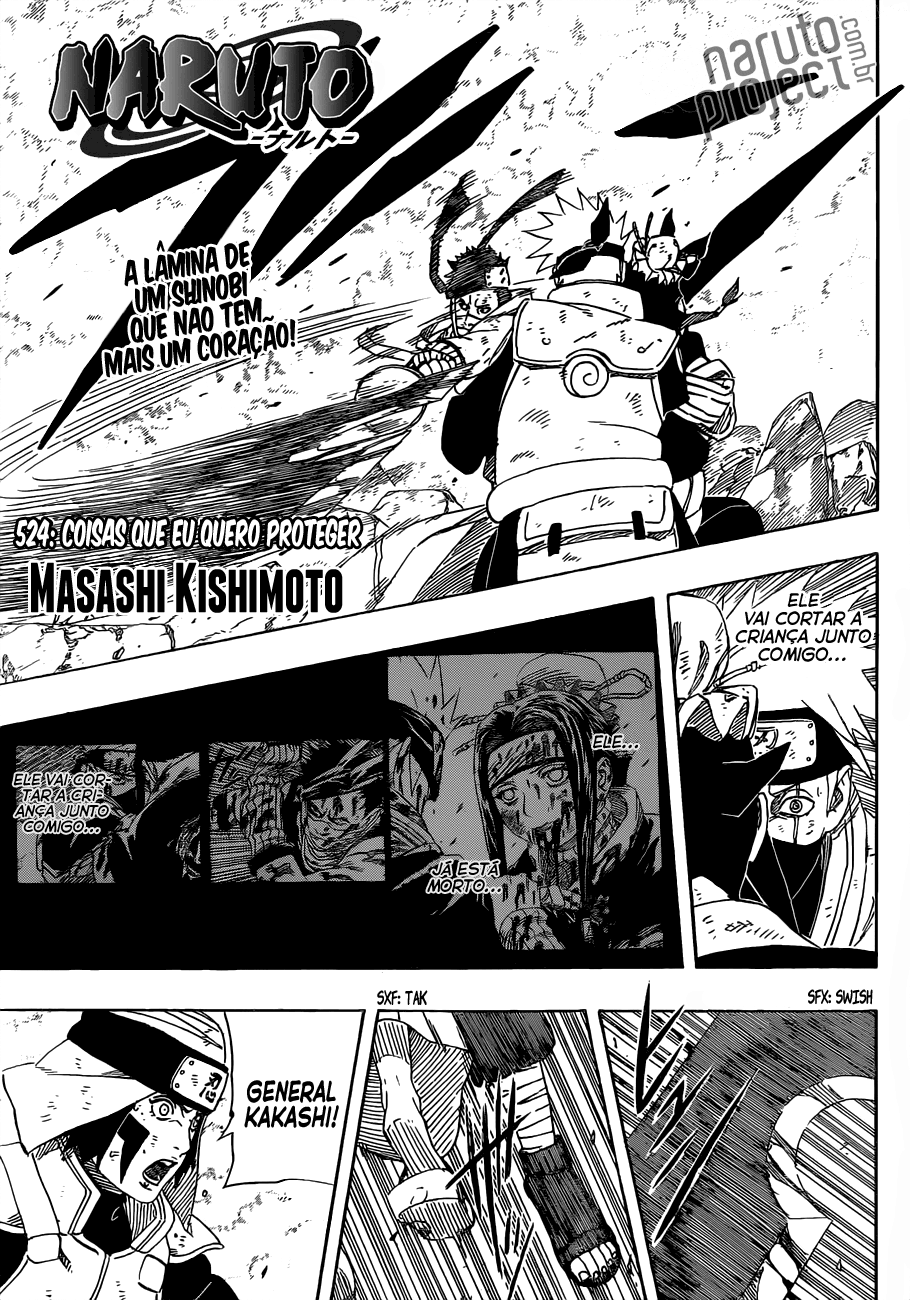 NARUTO
-ナルト-
naruto
project
.com.br
A LÂMINA DE
UM SHINOBI
QUE NÃO TEM
MAIS UM CORAÇÃO!
524: COISAS QUE EU QUERO PROTEGER
MASASHI KISHIMOTO
ELE
VAI CORTAR A
CRIANÇA JUNTO
COMIGO...
ELE...
JÁ ESTÁ
MORTO...
ELE VAI COR-
TAR A CRI-
ANÇA JUNTO
COMIGO...
SFX: SWISH
SXF: TAK
GENERAL
KAKASHI!
忍